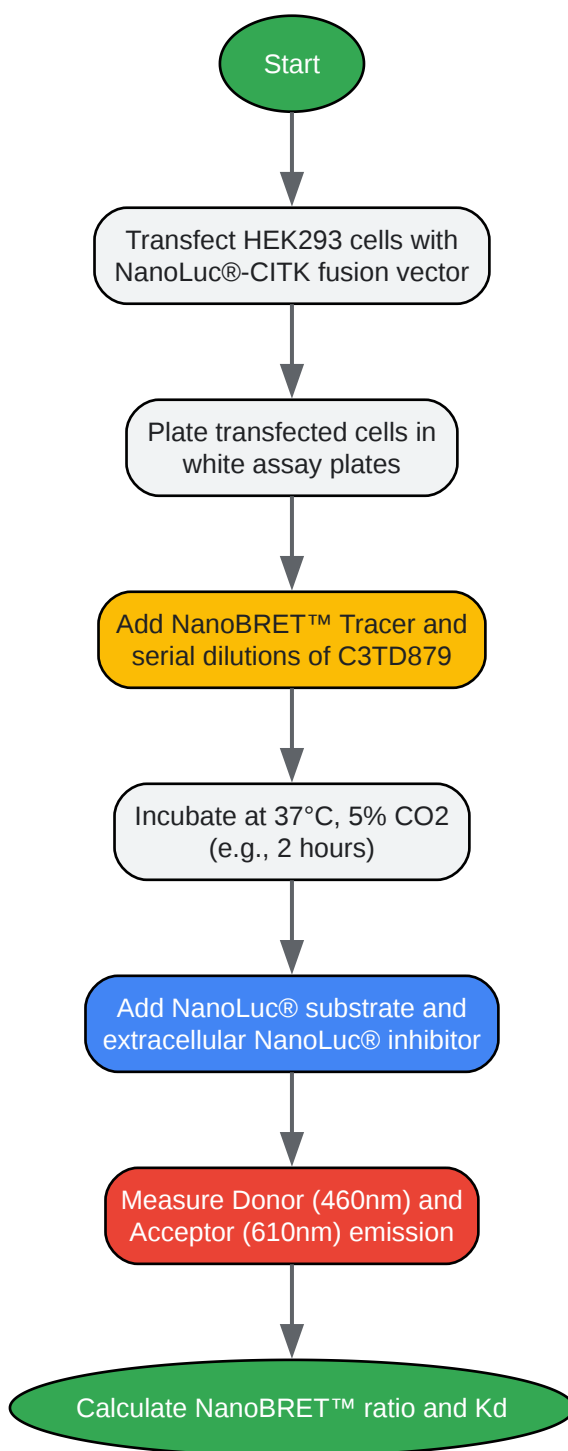 Start
Transfect HEK293 cells with
NanoLuc®-CITK fusion vector
Plate transfected cells in
white assay plates
Add NanoBRET™ Tracer and
serial dilutions of C3TD879
Incubate at 37°C, 5% CO2
(e.g., 2 hours)
Add NanoLuc® substrate and
extracellular NanoLuc® inhibitor
Measure Donor (460nm) and
Acceptor (610nm) emission
Calculate NanoBRET™ ratio and Kd